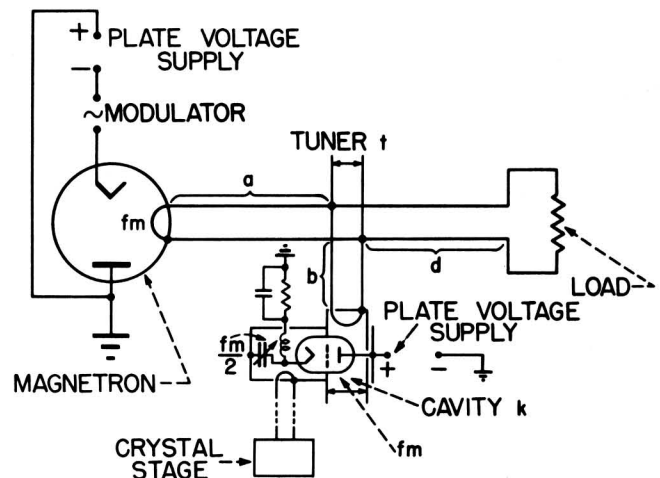 +
PLATE VOLTAGE
SUPPLY
−
~MODULATOR
TUNER t
a
fm
b
d
LOAD
PLATE VOLTAGE
SUPPLY
+ −
fm
2
MAGNETRON
CAVITY k
fm
CRYSTAL
STAGE